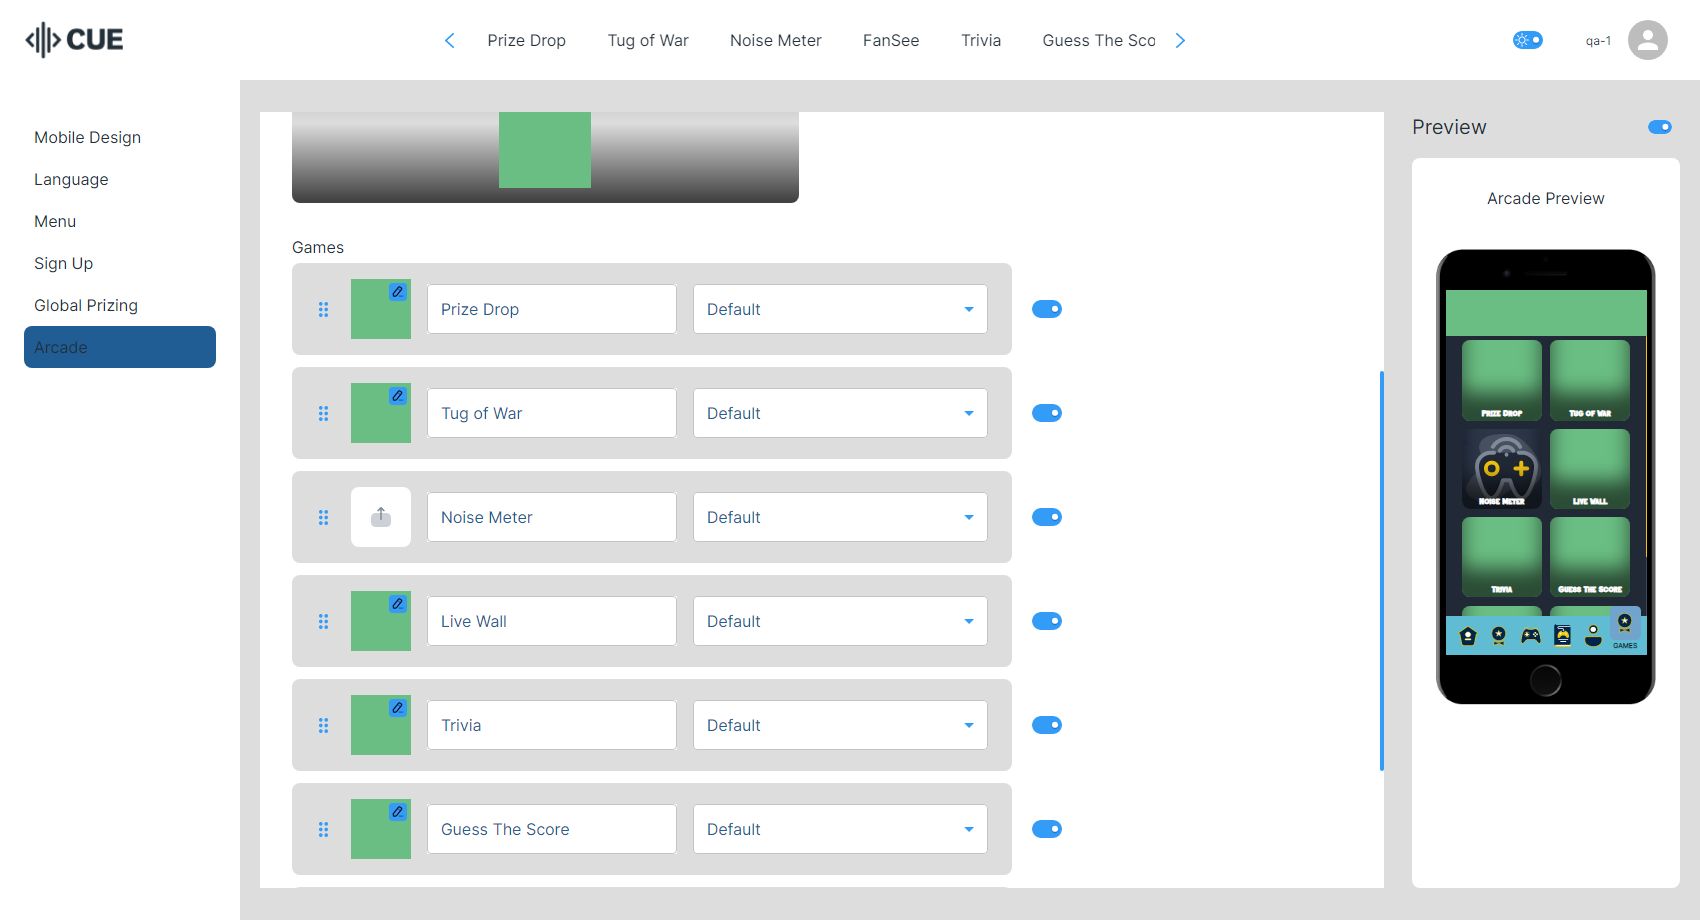 CUE
Prize Drop Tug of War Noise Meter FanSee Trivia Guess The Sco
qa-1
Mobile Design
Language
Menu
Sign Up
Global Prizing
Arcade
Games
Prize Drop Default
Tug of War Default
Noise Meter Default
Live Wall Default
Trivia Default
Guess The Score Default
Preview
Arcade Preview
PRIZE DROP TUG OF WAR
NOISE METER LIVE WALL
TRIVIA GUESS THE SCORE
GAMES